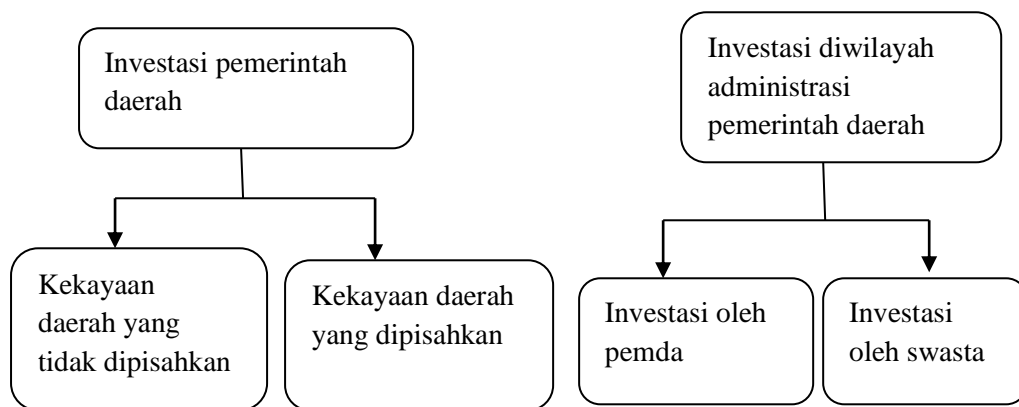 Investasi pemerintah
daerah
Investasi diwilayah
administrasi
pemerintah daerah
Kekayaan
daerah yang
tidak dipisahkan
Kekayaan daerah
yang dipisahkan
Investasi oleh
pemda
Investasi
oleh swasta